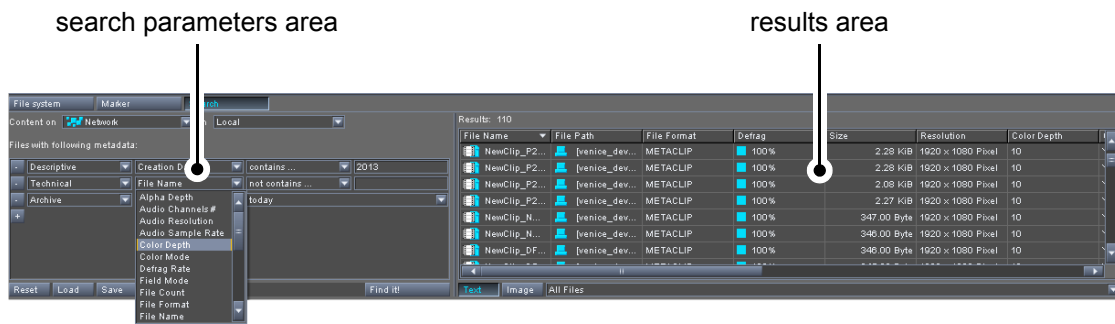 search parameters area
results area
File system Marker
Content on Network Local
Files with following metadata:
- Descriptive Creation D contains ... 2013
- Technical File Name not contains ...
- Archive today
+
Alpha Depth
Audio Channels #
Audio Resolution
Audio Sample Rate
Color Depth
Color Mode
Defrag Rate
Field Mode
File Count
File Format
File Name
Reset Load Save Find it!
Results: 110
File Name File Path File Format Defrag Size Resolution Color Depth
NewClip_P2... [venice_dev... METACLIP 100% 2.28 KiB 1920 x 1080 Pixel 10
NewClip_P2... [venice_dev... METACLIP 100% 2.28 KiB 1920 x 1080 Pixel 10
NewClip_P2... [venice_dev... METACLIP 100% 2.08 KiB 1920 x 1080 Pixel 10
NewClip_P2... [venice_dev... METACLIP 100% 2.27 KiB 1920 x 1080 Pixel 10
NewClip_N... [venice_dev... METACLIP 100% 347.00 Byte 1920 x 1080 Pixel 10
NewClip_N... [venice_dev... METACLIP 100% 346.00 Byte 1920 x 1080 Pixel 10
NewClip_DF... [venice_dev... METACLIP 100% 346.00 Byte 1920 x 1080 Pixel 10
Text Image All Files